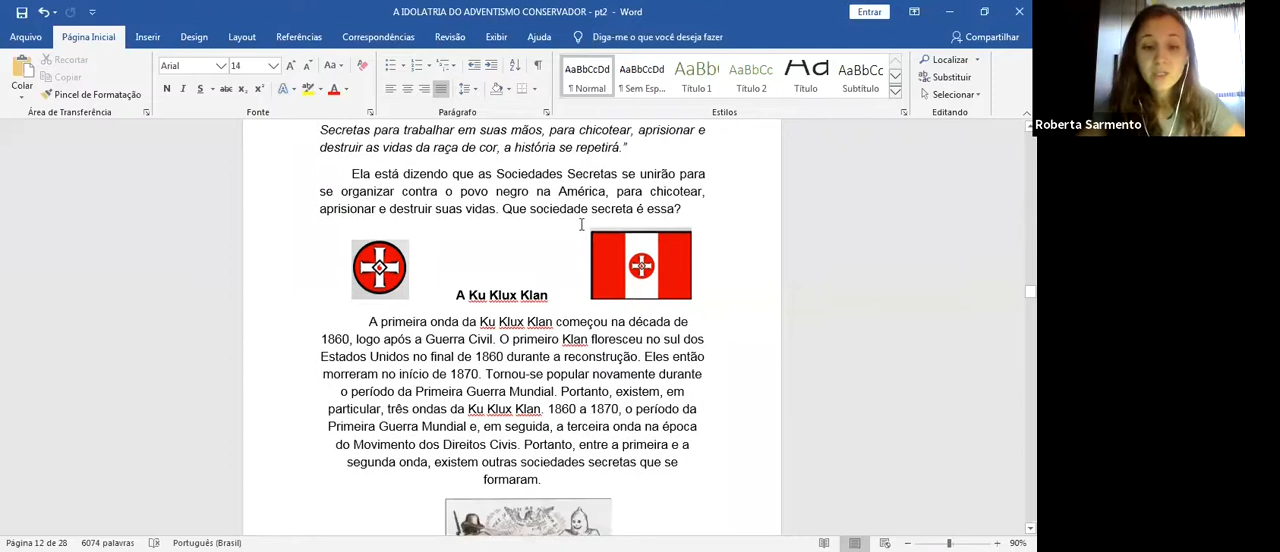 A IDOLATRIA DO ADVENTISMO CONSERVADOR - pt2 - Word
Entrar
Arquivo Página Inicial Inserir Design Layout Referências Correspondências Revisão Exibir Ajuda Diga-me o que você deseja fazer Compartilhar
Colar
Recortar
Copiar
Pincel de Formatação
Área de Transferência
Arial 14
Fonte
Parágrafo
AaBbCcDd
¶ Normal
AaBbCcDd
¶ Sem Esp...
AaBbC
Título 1
AaBbCc
Título 2
Aa
Título
AaBbCc
Subtítulo
Estilos
Localizar
Substituir
Selecionar
Editando
Roberta Sarmento
Secretas para trabalhar em suas mãos, para chicotear, aprisionar e
destruir as vidas da raça de cor, a história se repetirá.”
Ela está dizendo que as Sociedades Secretas se unirão para
se organizar contra o povo negro na América, para chicotear,
aprisionar e destruir suas vidas. Que sociedade secreta é essa?
A Ku Klux Klan
A primeira onda da Ku Klux Klan começou na década de
1860, logo após a Guerra Civil. O primeiro Klan floresceu no sul dos
Estados Unidos no final de 1860 durante a reconstrução. Eles então
morreram no início de 1870. Tornou-se popular novamente durante
o período da Primeira Guerra Mundial. Portanto, existem, em
particular, três ondas da Ku Klux Klan. 1860 a 1870, o período da
Primeira Guerra Mundial e, em seguida, a terceira onda na época
do Movimento dos Direitos Civis. Portanto, entre a primeira e a
segunda onda, existem outras sociedades secretas que se
formaram.
Página 12 de 28 6074 palavras Português (Brasil) 90%